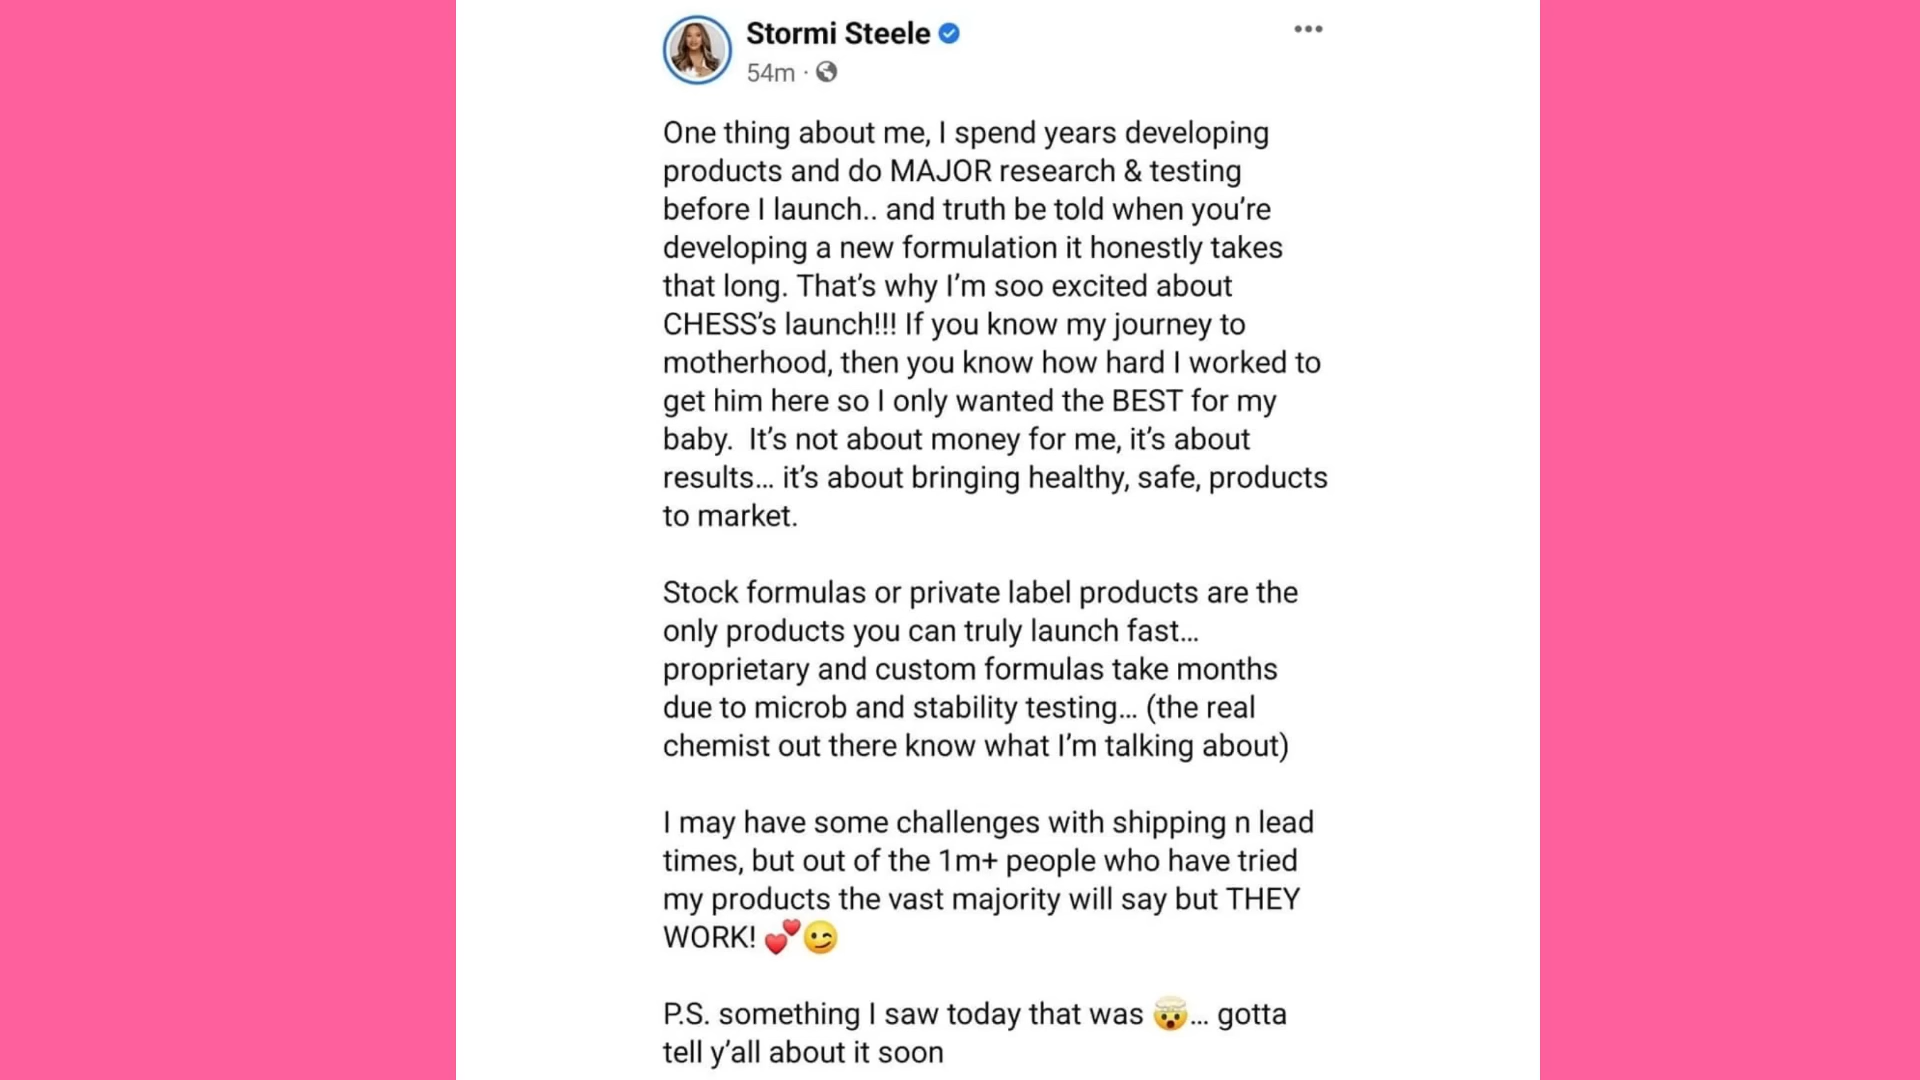 Stormi Steele
54m ·
One thing about me, I spend years developing
products and do MAJOR research & testing
before I launch.. and truth be told when you’re
developing a new formulation it honestly takes
that long. That’s why I’m soo excited about
CHESS’s launch!!! If you know my journey to
motherhood, then you know how hard I worked to
get him here so I only wanted the BEST for my
baby.  It’s not about money for me, it’s about
results… it’s about bringing healthy, safe, products
to market.
Stock formulas or private label products are the
only products you can truly launch fast…
proprietary and custom formulas take months
due to microb and stability testing… (the real
chemist out there know what I’m talking about)
I may have some challenges with shipping n lead
times, but out of the 1m+ people who have tried
my products the vast majority will say but THEY
WORK! 💕😉
P.S. something I saw today that was 🤯… gotta
tell y’all about it soon